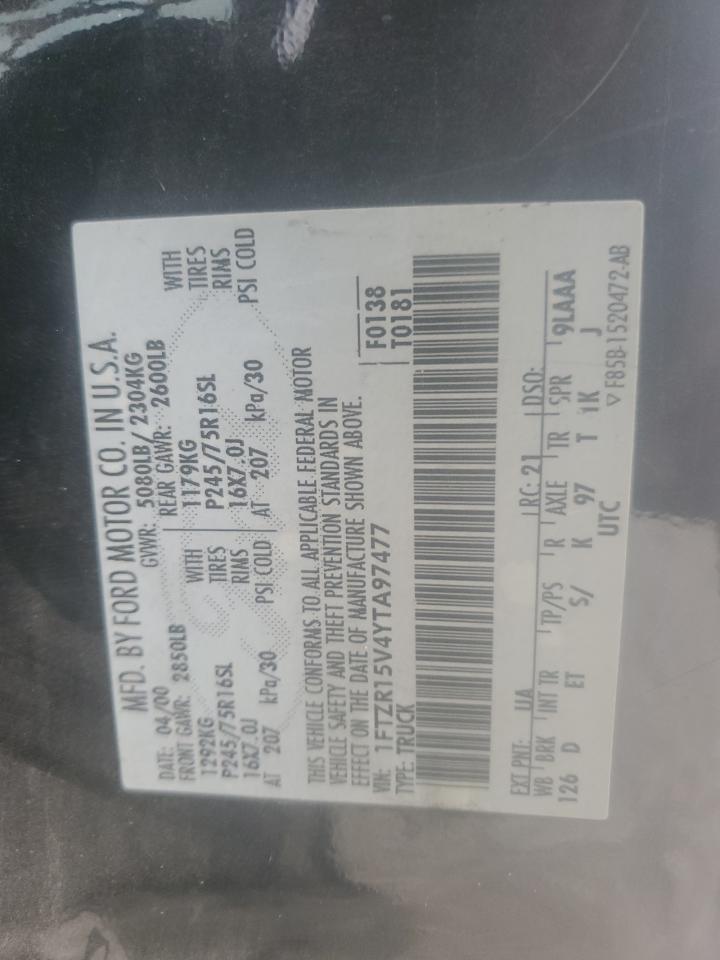 MFD. BY FORD MOTOR CO. IN U.S.A.
DATE: 04/00 GVWR: 5080LB/ 2304KG
FRONT GAWR: 2850LB REAR GAWR: 2600LB
1292KG WITH 1179KG WITH
P245/75R16SL TIRES P245/75R16SL TIRES
16X7.0J RIMS 16X7.0J RIMS
AT 207 kPa/30 PSI COLD AT 207 kPa/30 PSI COLD
THIS VEHICLE CONFORMS TO ALL APPLICABLE FEDERAL MOTOR
VEHICLE SAFETY AND THEFT PREVENTION STANDARDS IN
EFFECT ON THE DATE OF MANUFACTURE SHOWN ABOVE.
VIN: 1FTZR15V4YTA97477 F0138
TYPE: TRUCK T0181
EXT PNT: UA RC: 21 DSO:
WB BRK INT TR TP/PS R AXLE TR SPR 9LAAA
126 D ET S/ K 97 T 1K J
UTC ▽ F85B-1520472-AB